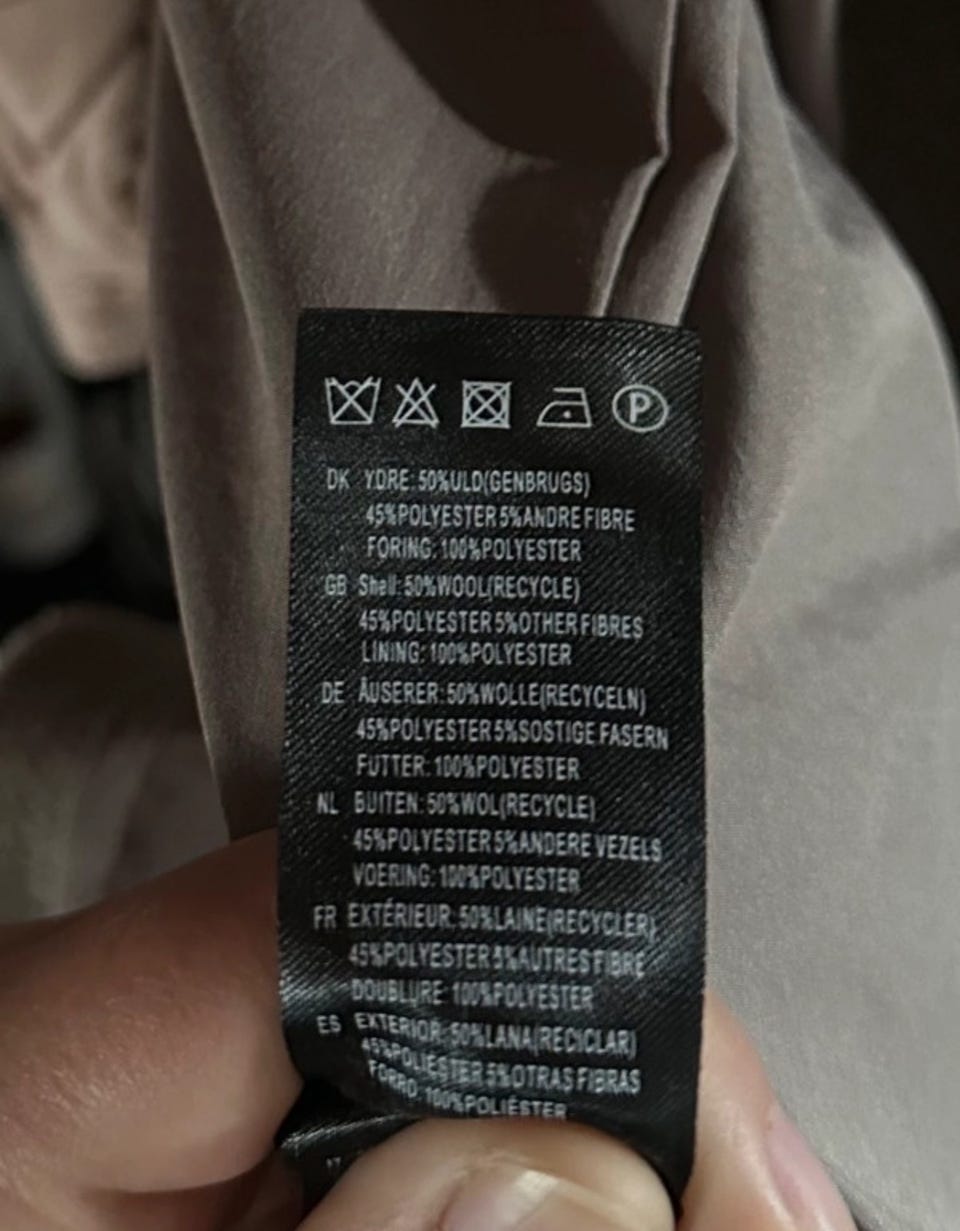 P
DK YDRE: 50%ULD(GENBRUGS)
45%POLYESTER 5%ANDRE FIBRE
FORING: 100%POLYESTER
GB Shell: 50%WOOL(RECYCLE)
45%POLYESTER 5%OTHER FIBRES
LINING: 100%POLYESTER
DE ÄUSERER: 50%WOLLE(RECYCELN)
45%POLYESTER 5%SOSTIGE FASERN
FUTTER: 100%POLYESTER
NL BUITEN: 50%WOL(RECYCLE)
45%POLYESTER 5%ANDERE VEZELS
VOERING: 100%POLYESTER
FR EXTÉRIEUR: 50%LAINE(RECYCLER)
45%POLYESTER 5%AUTRES FIBRE
DOUBLURE: 100%POLYESTER
ES EXTERIOR: 50%LANA(RECICLAR)
45%POLIÉSTER 5%OTRAS FIBRAS
FORRO: 100%POLIÉSTER